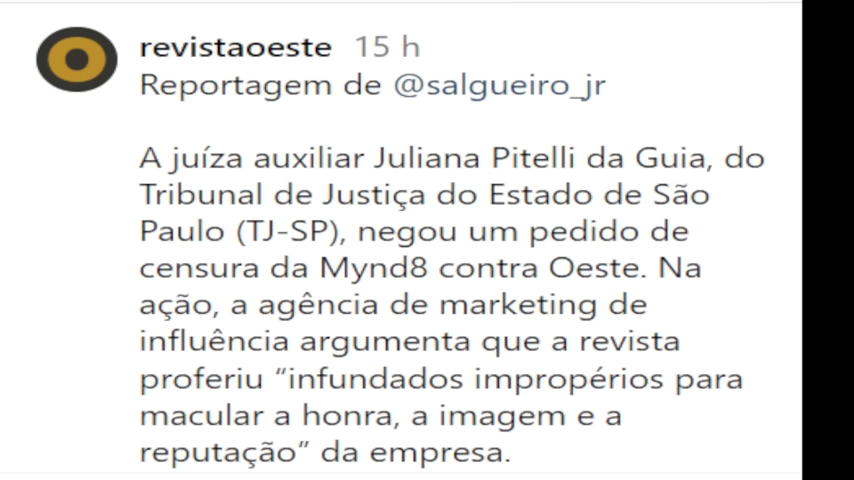 revistaoeste 15 h
Reportagem de @salgueiro_jr
A juíza auxiliar Juliana Pitelli da Guia, do
Tribunal de Justiça do Estado de São
Paulo (TJ-SP), negou um pedido de
censura da Mynd8 contra Oeste. Na
ação, a agência de marketing de
influência argumenta que a revista
proferiu “infundados impropérios para
macular a honra, a imagem e a
reputação” da empresa.